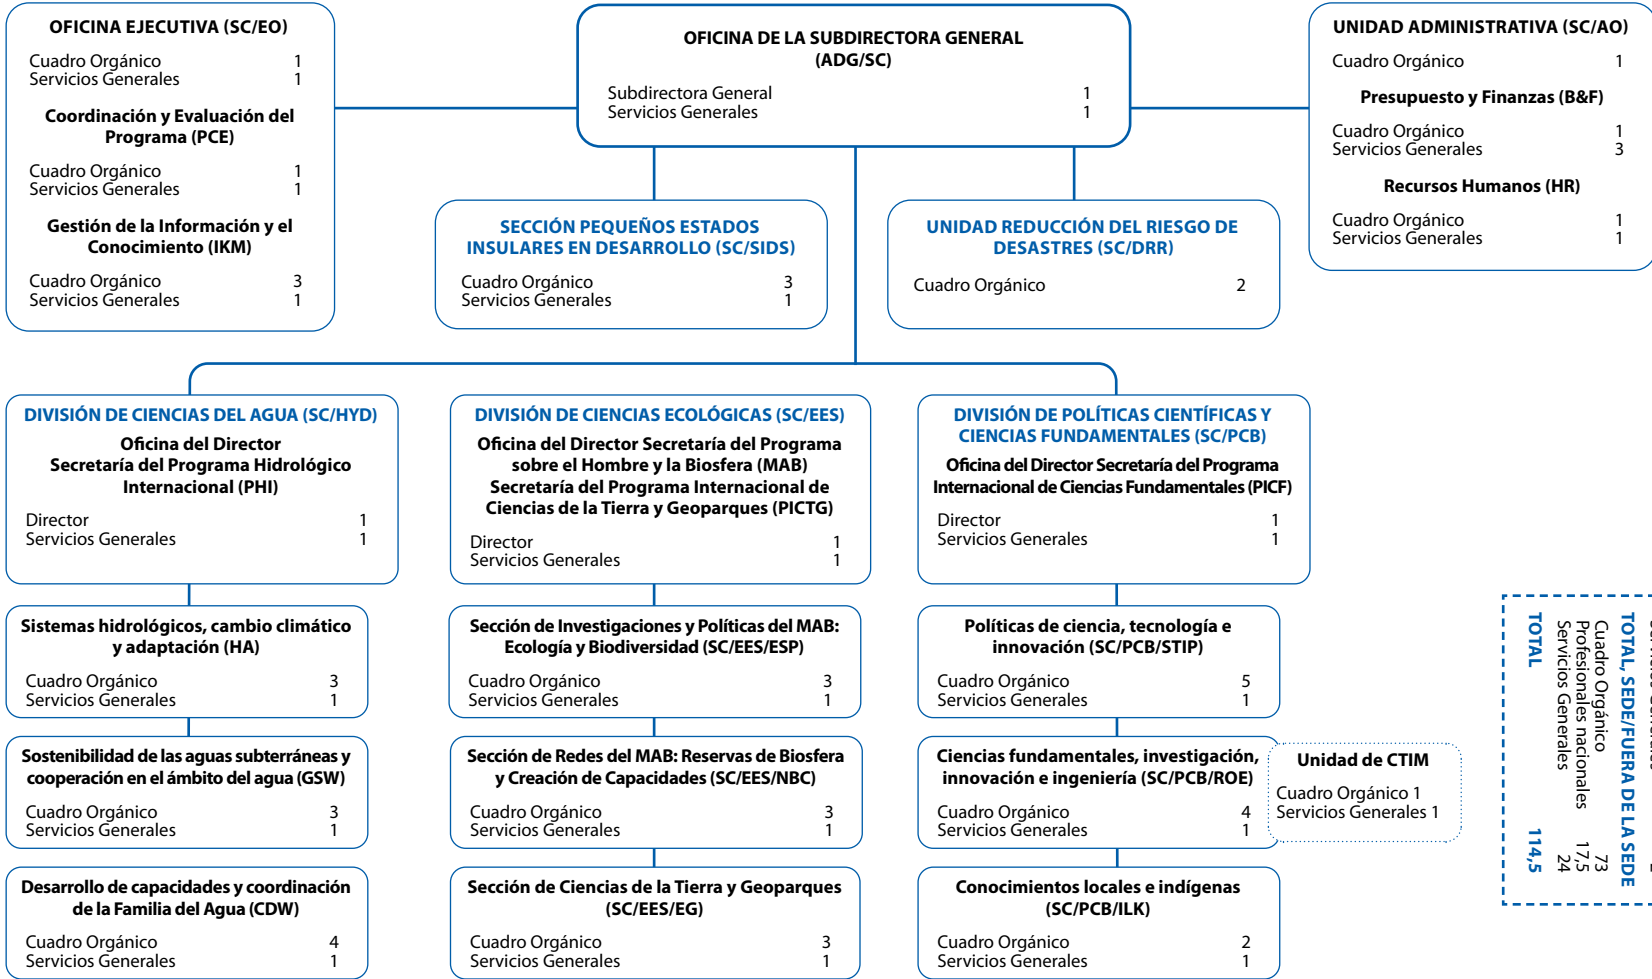 OFICINA EJECUTIVA (SC/EO)
Cuadro Orgánico 1
Servicios Generales 1
Coordinación y Evaluación del
Programa (PCE)
Cuadro Orgánico 1
Servicios Generales 1
Gestión de la Información y el
Conocimiento (IKM)
Cuadro Orgánico 3
Servicios Generales 1
OFICINA DE LA SUBDIRECTORA GENERAL
(ADG/SC)
Subdirectora General 1
Servicios Generales 1
UNIDAD ADMINISTRATIVA (SC/AO)
Cuadro Orgánico 1
Presupuesto y Finanzas (B&F)
Cuadro Orgánico 1
Servicios Generales 3
Recursos Humanos (HR)
Cuadro Orgánico 1
Servicios Generales 1
SECCIÓN PEQUEÑOS ESTADOS
INSULARES EN DESARROLLO (SC/SIDS)
Cuadro Orgánico 3
Servicios Generales 1
UNIDAD REDUCCIÓN DEL RIESGO DE
DESASTRES (SC/DRR)
Cuadro Orgánico 2
DIVISIÓN DE CIENCIAS DEL AGUA (SC/HYD)
Oficina del Director
Secretaría del Programa Hidrológico
Internacional (PHI)
Director 1
Servicios Generales 1
Sistemas hidrológicos, cambio climático
y adaptación (HA)
Cuadro Orgánico 3
Servicios Generales 1
Sostenibilidad de las aguas subterráneas y
cooperación en el ámbito del agua (GSW)
Cuadro Orgánico 3
Servicios Generales 1
Desarrollo de capacidades y coordinación
de la Familia del Agua (CDW)
Cuadro Orgánico 4
Servicios Generales 1
DIVISIÓN DE CIENCIAS ECOLÓGICAS (SC/EES)
Oficina del Director Secretaría del Programa
sobre el Hombre y la Biosfera (MAB)
Secretaría del Programa Internacional de
Ciencias de la Tierra y Geoparques (PICTG)
Director 1
Servicios Generales 1
Sección de Investigaciones y Políticas del MAB:
Ecología y Biodiversidad (SC/EES/ESP)
Cuadro Orgánico 3
Servicios Generales 1
Sección de Redes del MAB: Reservas de Biosfera
y Creación de Capacidades (SC/EES/NBC)
Cuadro Orgánico 3
Servicios Generales 1
Sección de Ciencias de la Tierra y Geoparques
(SC/EES/EG)
Cuadro Orgánico 3
Servicios Generales 1
DIVISIÓN DE POLÍTICAS CIENTÍFICAS Y
CIENCIAS FUNDAMENTALES (SC/PCB)
Oficina del Director Secretaría del Programa
Internacional de Ciencias Fundamentales (PICF)
Director 1
Servicios Generales 1
Políticas de ciencia, tecnología e
innovación (SC/PCB/STIP)
Cuadro Orgánico 5
Servicios Generales 1
Ciencias fundamentales, investigación,
innovación e ingeniería (SC/PCB/ROE)
Cuadro Orgánico 4
Servicios Generales 1
Unidad de CTIM
Cuadro Orgánico 1
Servicios Generales 1
Conocimientos locales e indígenas
(SC/PCB/ILK)
Cuadro Orgánico 2
Servicios Generales 1
TOTAL, SEDE/FUERA DE LA SEDE
Cuadro Orgánico 73
Profesionales nacionales 17,5
Servicios Generales 24
TOTAL 114,5